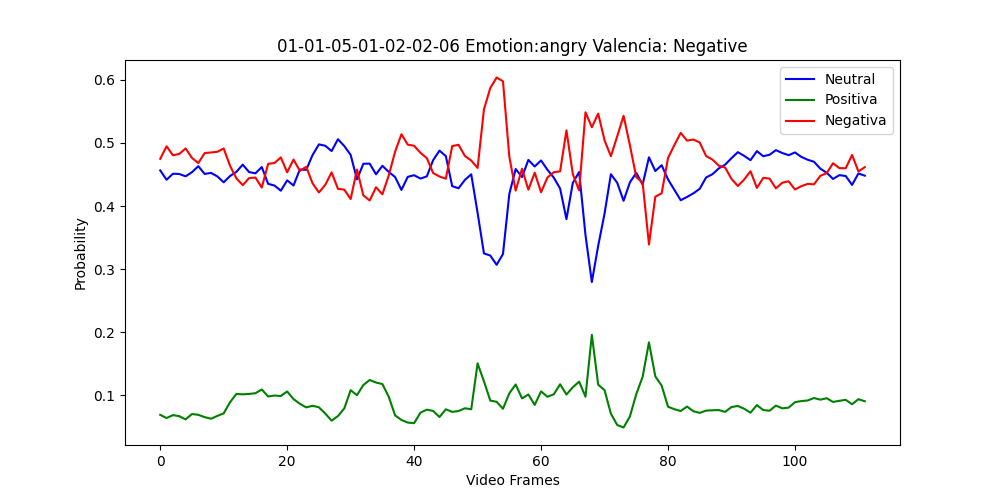 01-01-05-01-02-02-06 Emotion:angry Valencia: Negative
Neutral
Positiva
Negativa
Probability
0.6
0.5
0.4
0.3
0.2
0.1
0 20 40 60 80 100
Video Frames